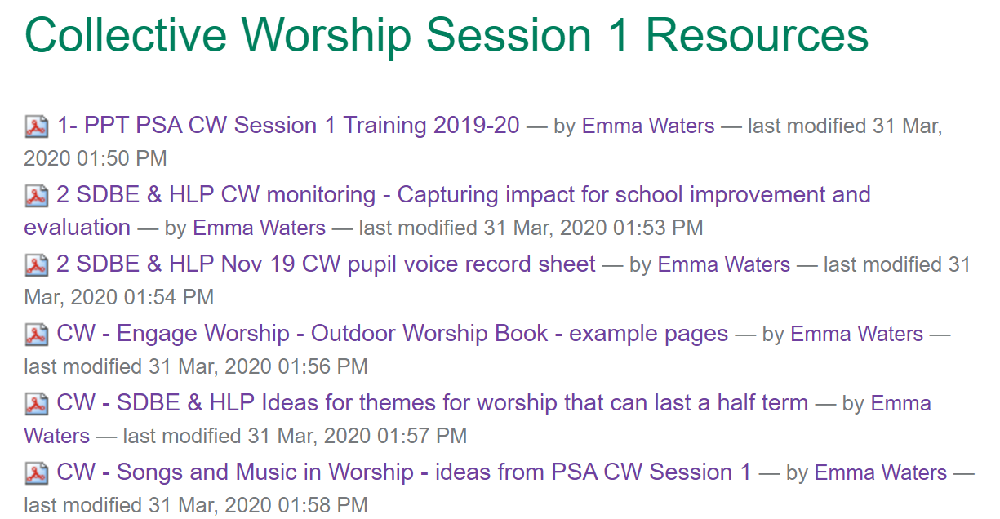 Collective Worship Session 1 Resources
1- PPT PSA CW Session 1 Training 2019-20 — by Emma Waters — last modified 31 Mar,
2020 01:50 PM
2 SDBE & HLP CW monitoring - Capturing impact for school improvement and
evaluation — by Emma Waters — last modified 31 Mar, 2020 01:53 PM
2 SDBE & HLP Nov 19 CW pupil voice record sheet — by Emma Waters — last modified 31
Mar, 2020 01:54 PM
CW - Engage Worship - Outdoor Worship Book - example pages — by Emma Waters —
last modified 31 Mar, 2020 01:56 PM
CW - SDBE & HLP Ideas for themes for worship that can last a half term — by Emma
Waters — last modified 31 Mar, 2020 01:57 PM
CW - Songs and Music in Worship - ideas from PSA CW Session 1 — by Emma Waters —
last modified 31 Mar, 2020 01:58 PM